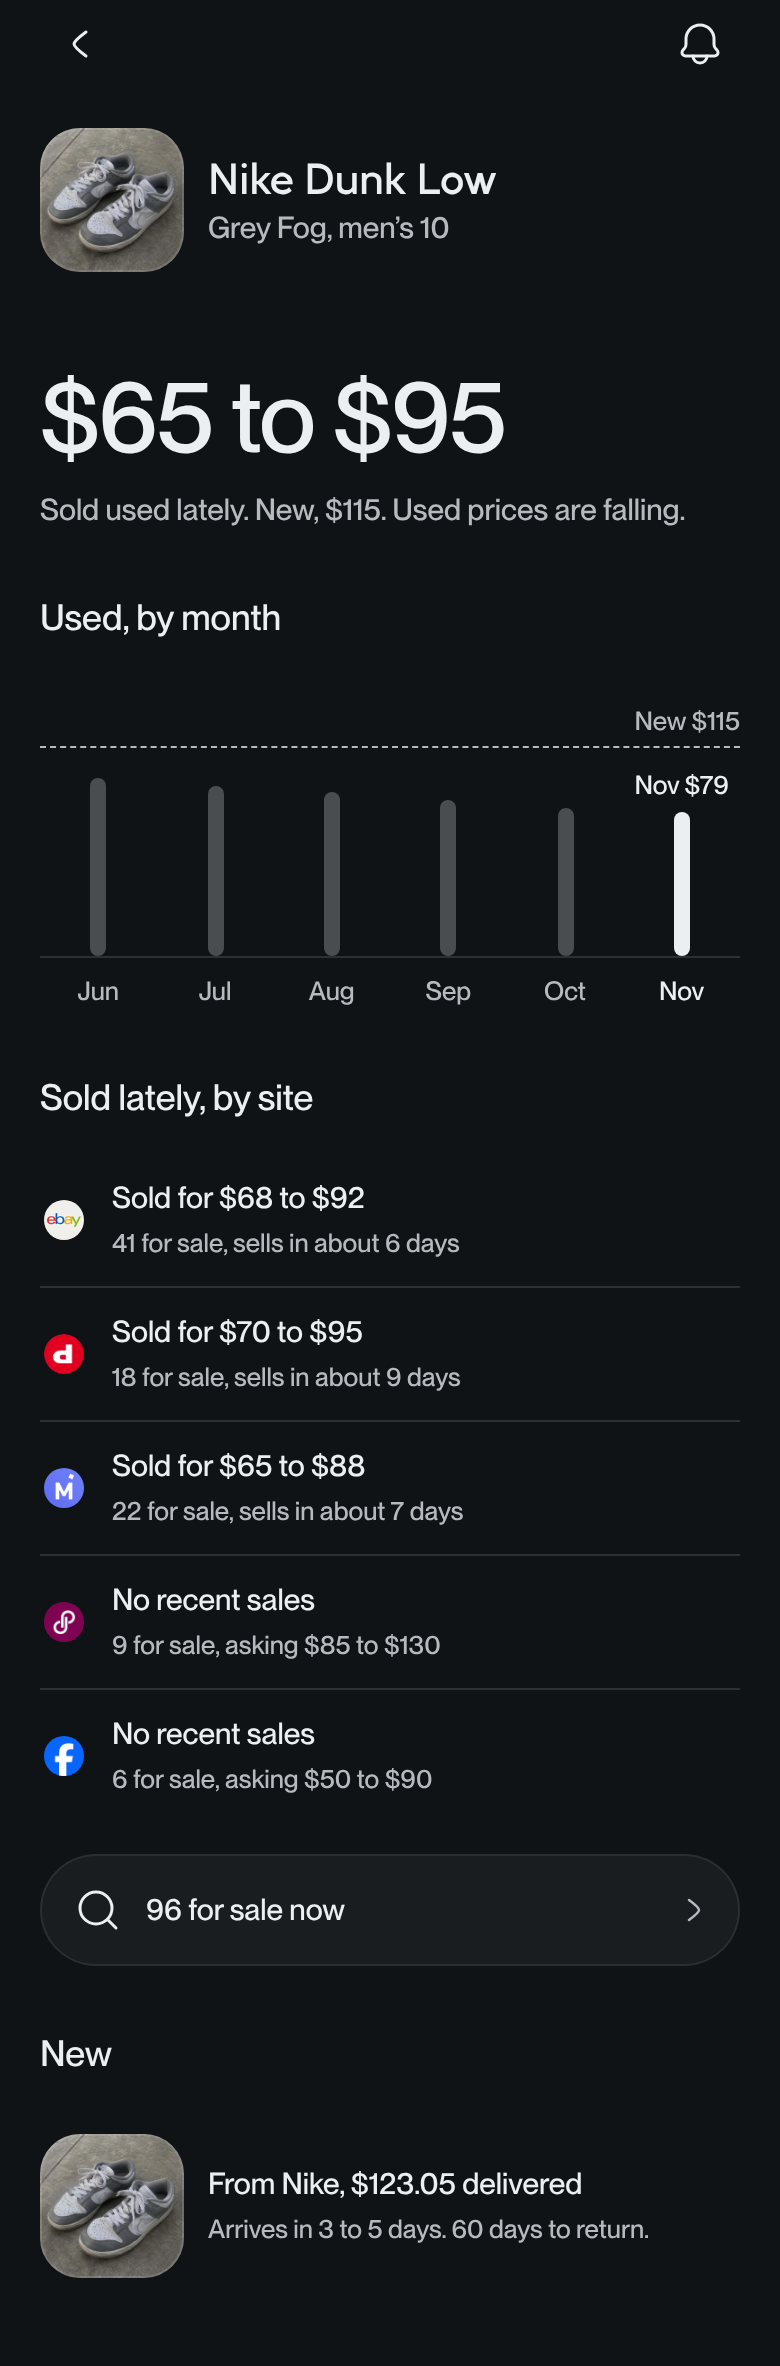 Nike Dunk Low
Grey Fog, men’s 10
$65 to $95
Sold used lately. New, $115. Used prices are falling.
Used, by month
New $115
Nov $79
Jun Jul Aug Sep Oct Nov
Sold lately, by site
ebay
Sold for $68 to $92
41 for sale, sells in about 6 days
d
Sold for $70 to $95
18 for sale, sells in about 9 days
M
Sold for $65 to $88
22 for sale, sells in about 7 days
No recent sales
9 for sale, asking $85 to $130
f
No recent sales
6 for sale, asking $50 to $90
96 for sale now
New
From Nike, $123.05 delivered
Arrives in 3 to 5 days. 60 days to return.